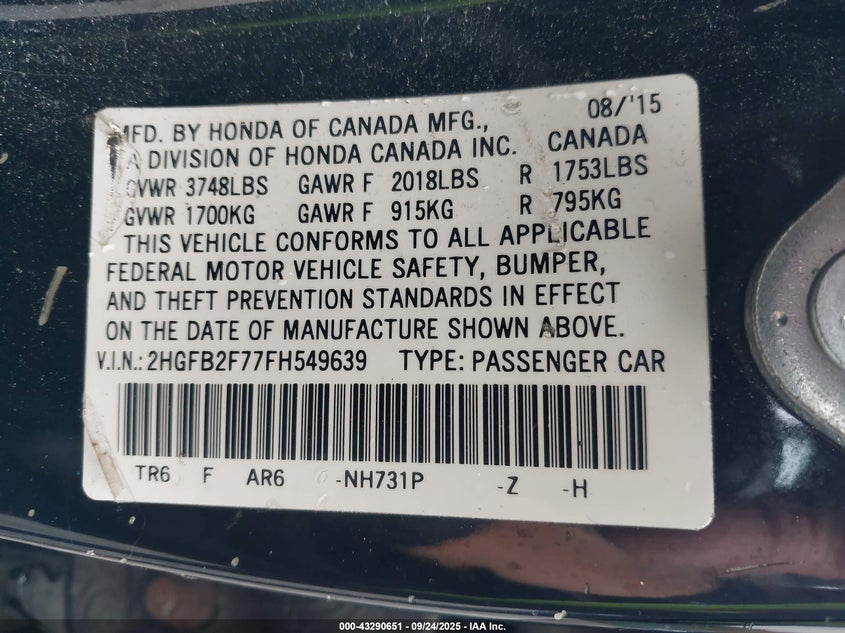 MFD. BY HONDA OF CANADA MFG., 08/'15
A DIVISION OF HONDA CANADA INC. CANADA
GVWR 3748LBS GAWR F 2018LBS R 1753LBS
GVWR 1700KG GAWR F 915KG R 795KG
THIS VEHICLE CONFORMS TO ALL APPLICABLE
FEDERAL MOTOR VEHICLE SAFETY, BUMPER,
AND THEFT PREVENTION STANDARDS IN EFFECT
ON THE DATE OF MANUFACTURE SHOWN ABOVE.
V.I.N.: 2HGFB2F77FH549639 TYPE: PASSENGER CAR
TR6 F AR6 -NH731P -Z -H
000-43290651 - 09/24/2025 - IAA Inc.